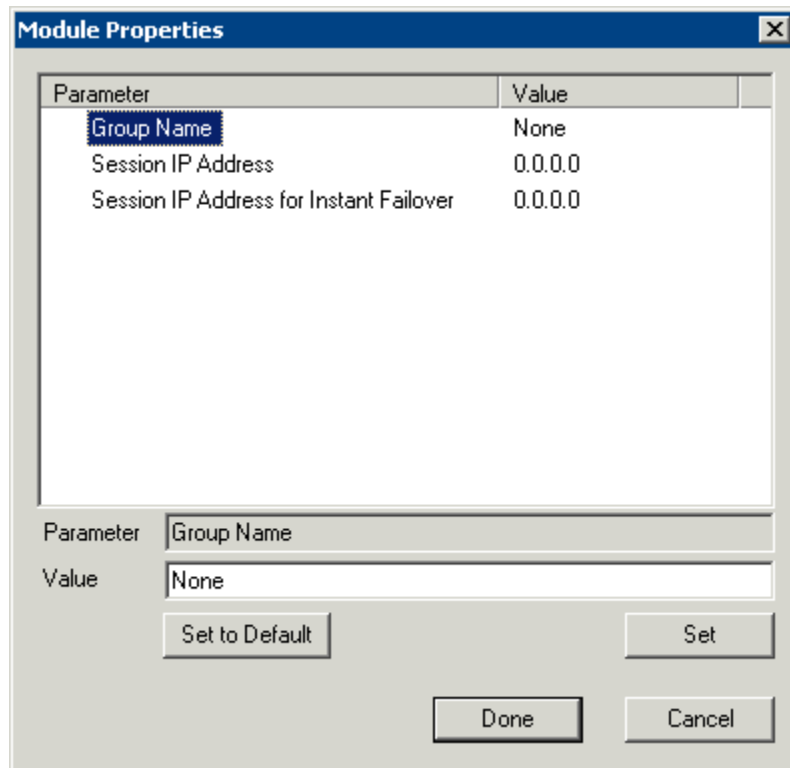 Module Properties
Parameter Value
Group Name None
Session IP Address 0.0.0.0
Session IP Address for Instant Failover 0.0.0.0
Parameter Group Name
Value None
Set to Default Set
Done Cancel